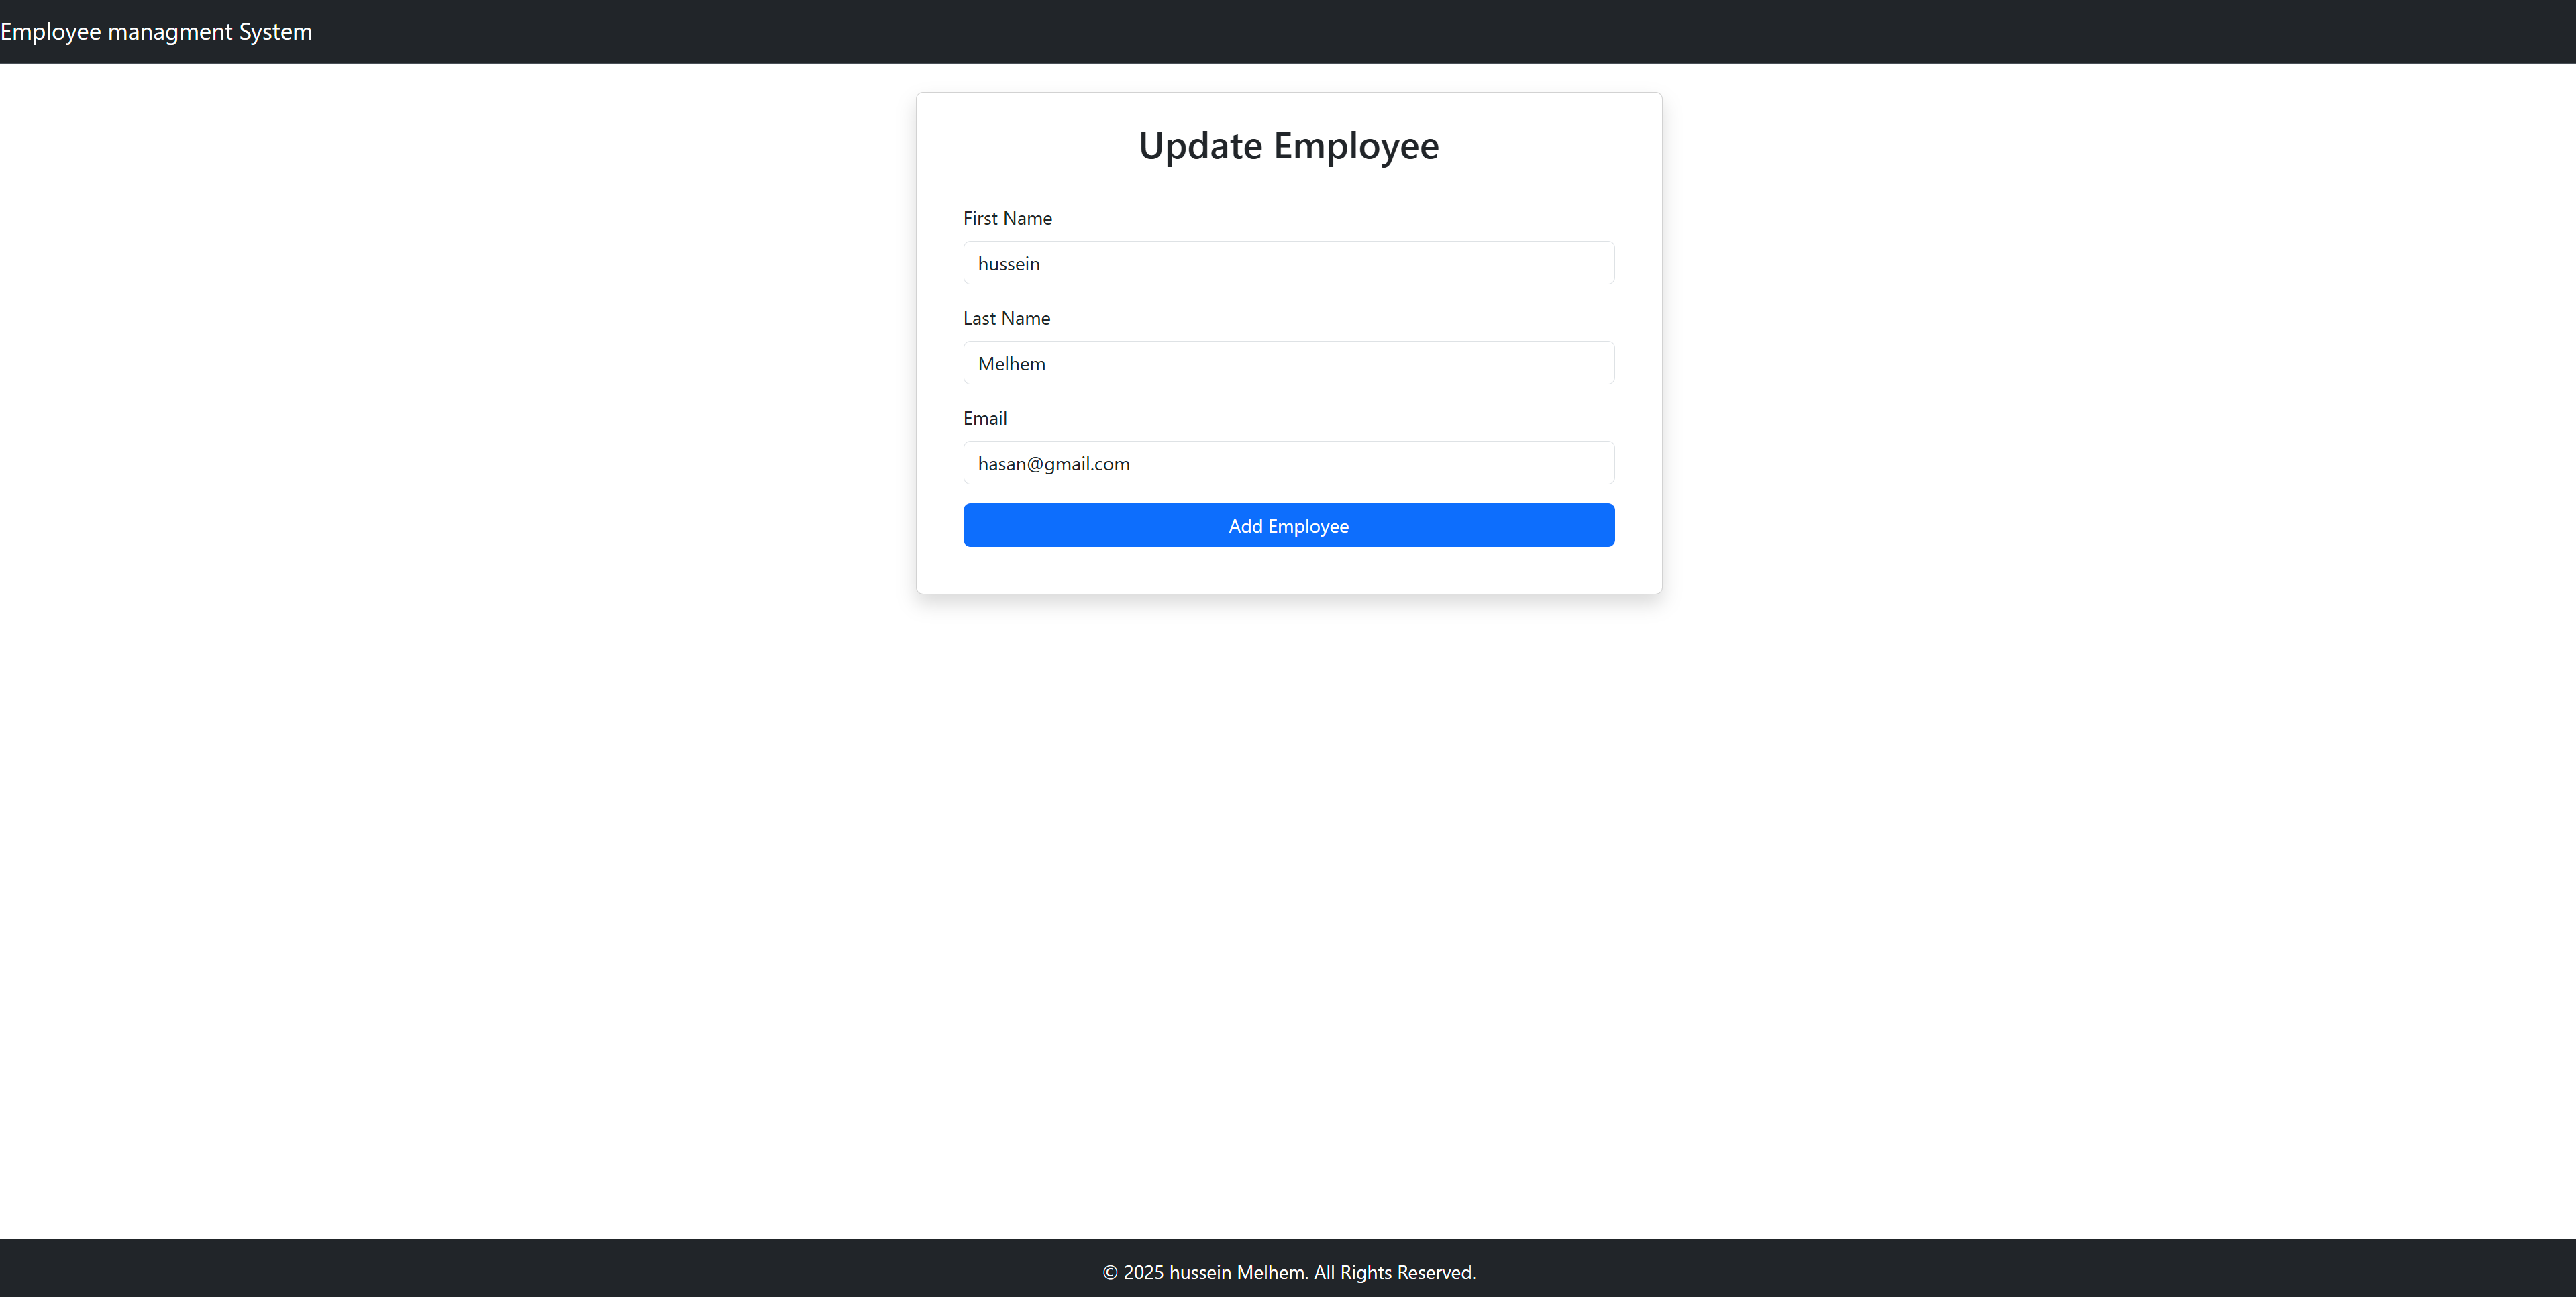 Employee managment System
Update Employee
First Name
hussein
Last Name
Melhem
Email
hasan@gmail.com
Add Employee
© 2025 hussein Melhem. All Rights Reserved.